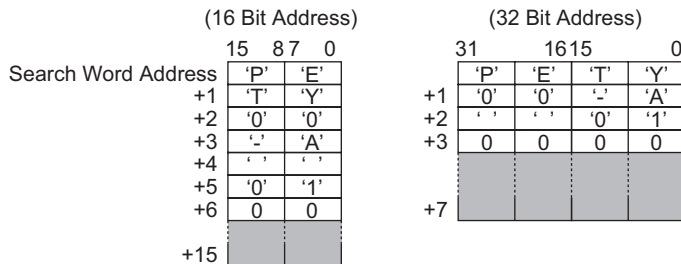 (16 Bit Address) (32 Bit Address)
15 8 7 0 31 16 15 0
Search Word Address 'P' 'E' 'P' 'E' 'T' 'Y'
+1 'T' 'Y' +1 '0' '0' '-' 'A'
+2 '0' '0' +2 ' ' ' ' '0' '1'
+3 '-' 'A' +3 0 0 0 0
+4 ' ' ' '
+5 '0' '1'
+6 0 0 +7
+15